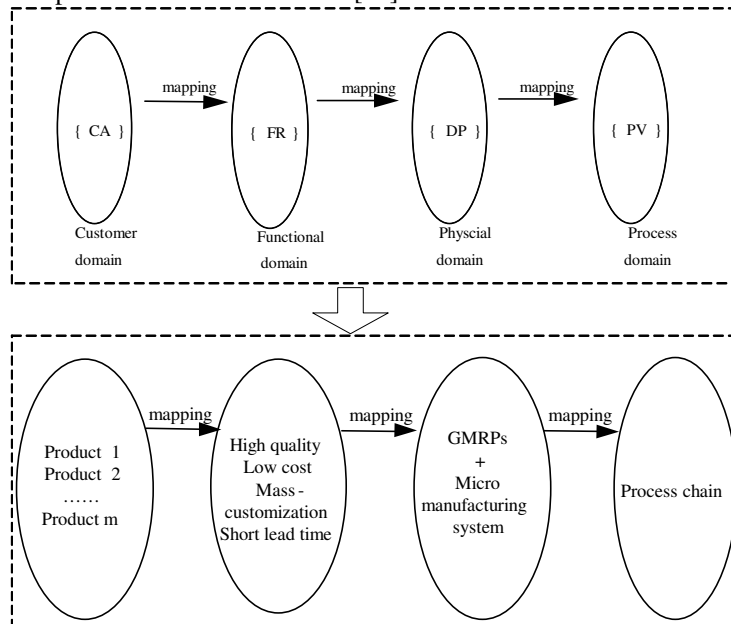 mapping
mapping
mapping
{ CA }
{ FR }
{ DP }
{ PV }
Customer
domain
Functional
domain
Physcial
domain
Process
domain
mapping
mapping
mapping
Product 1
Product 2
……
Product m
High quality
Low cost
Mass-
customization
Short lead time
GMRPs
+
Micro
manufacturing
system
Process chain